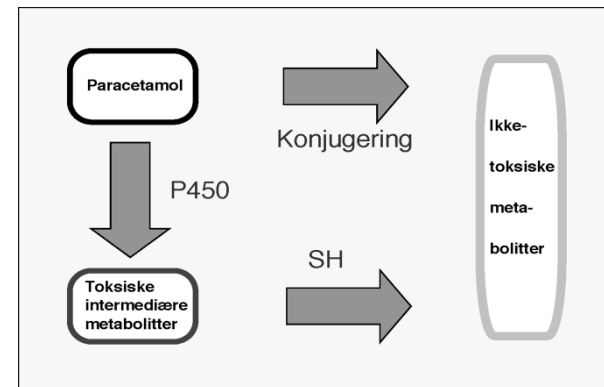 Paracetamol
Konjugering
P450
Toksiske
intermediære
metabolitter
SH
Ikke-
toksiske
meta-
bolitter